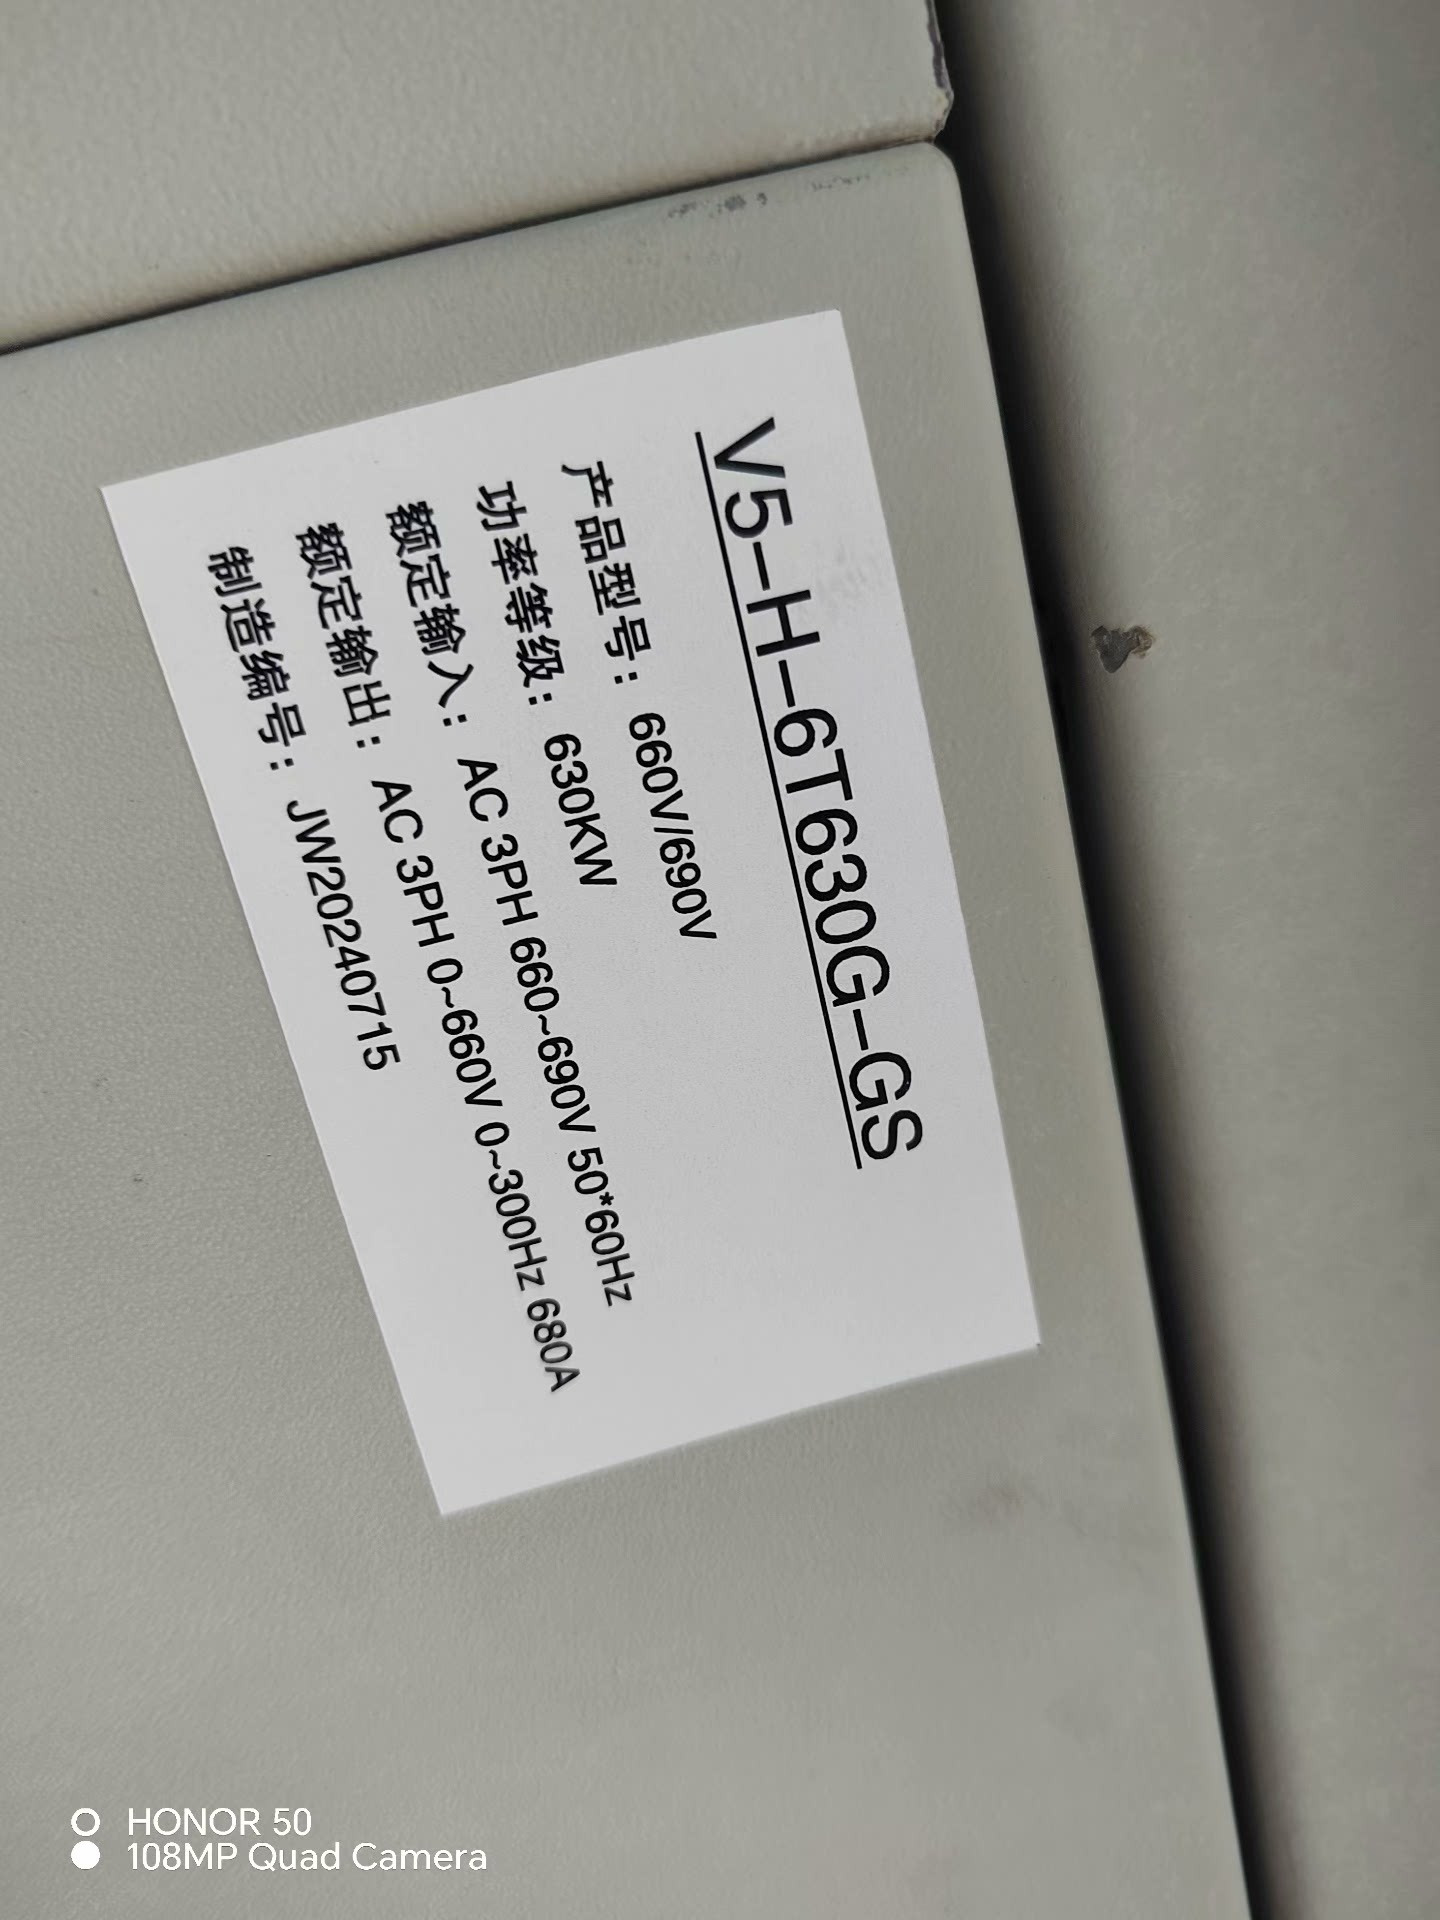 V5-H-6T630G-GS
产品型号：660V/690V
功率等级：630KW
额定输入：AC 3PH 660~690V 50*60Hz
额定输出：AC 3PH 0~660V 0~300Hz 680A
制造编号：JW20240715
HONOR 50
108MP Quad Camera